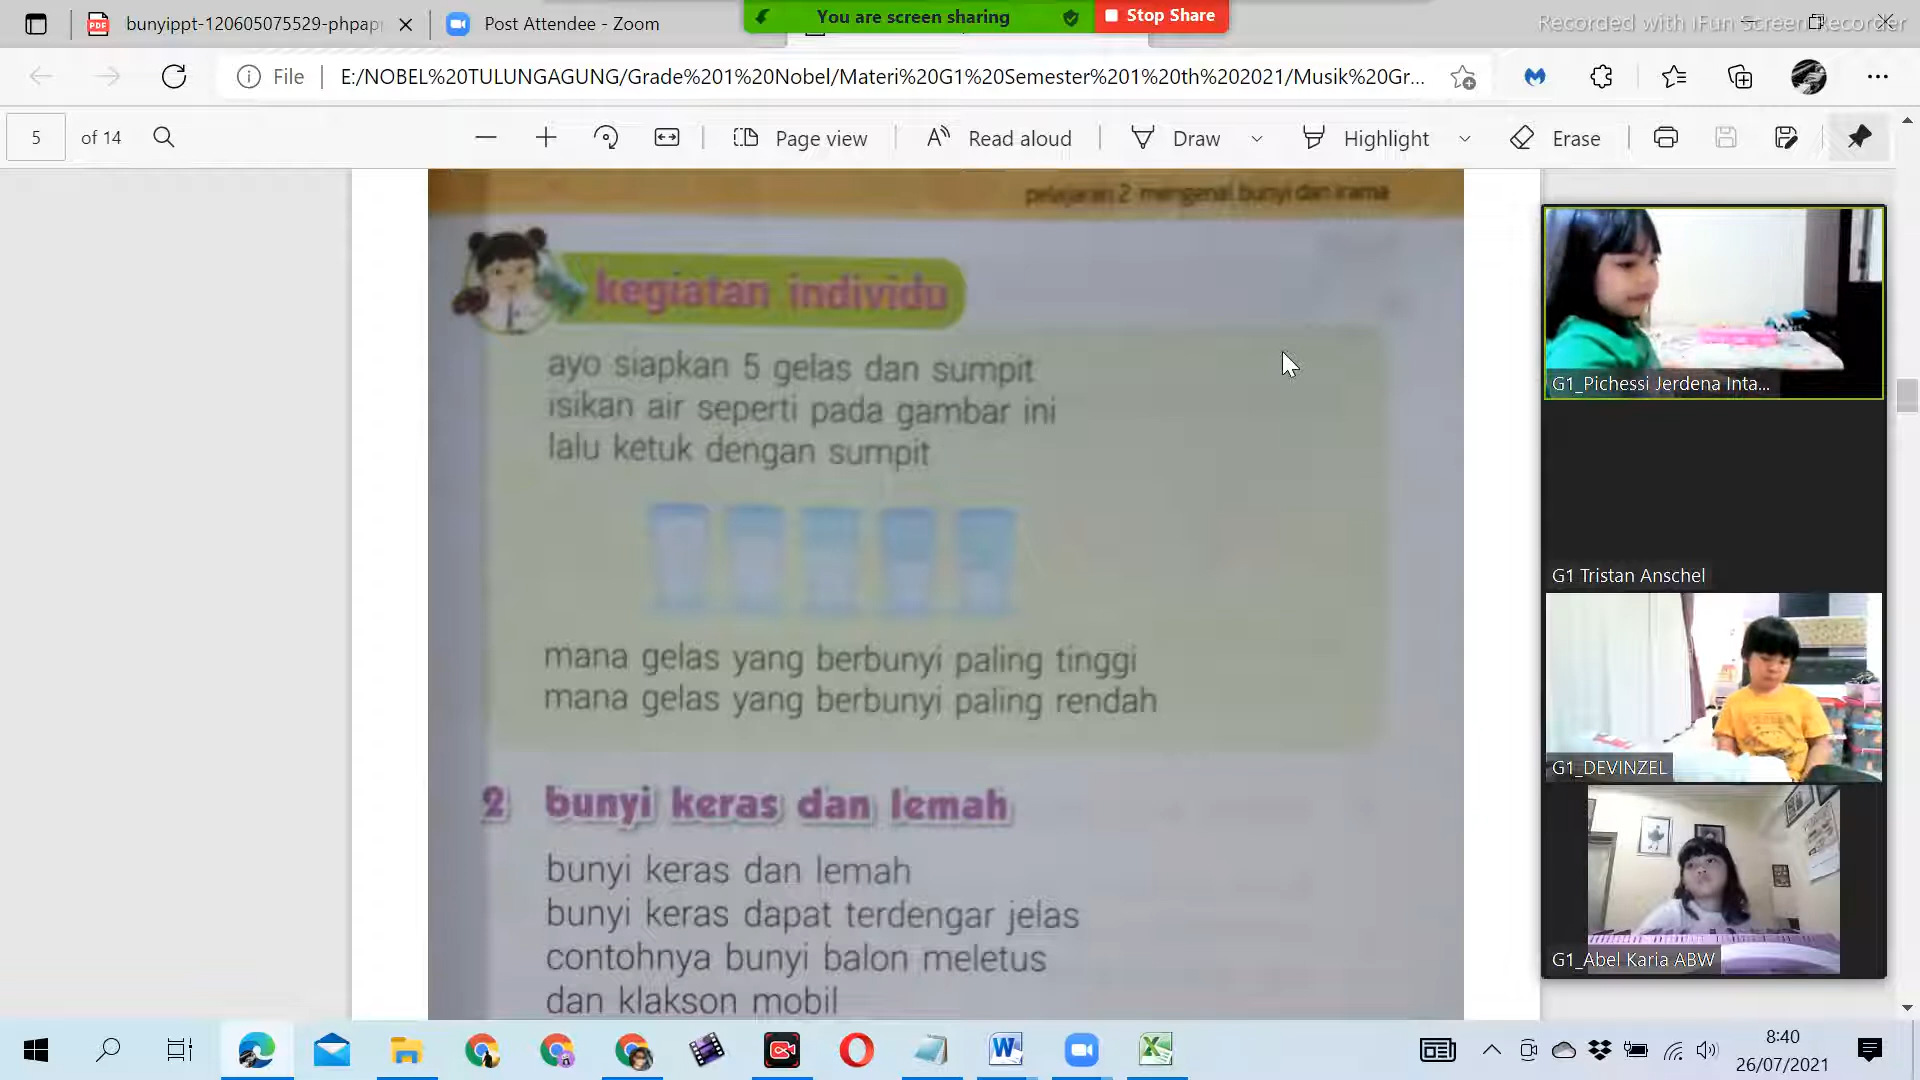 bunyippt-120605075529-phpapp
Post Attendee - Zoom
You are screen sharing
Stop Share
Recorded with iFun Screen Recorder
File
E:/NOBEL%20TULUNGAGUNG/Grade%201%20Nobel/Materi%20G1%20Semester%201%20th%202021/Musik%20Gr...
5
of 14
Page view
Read aloud
Draw
Highlight
Erase
pelajaran 2 mengenal bunyi dan irama
kegiatan individu
ayo siapkan 5 gelas dan sumpit
isikan air seperti pada gambar ini
lalu ketuk dengan sumpit
mana gelas yang berbunyi paling tinggi
mana gelas yang berbunyi paling rendah
2 bunyi keras dan lemah
bunyi keras dan lemah
bunyi keras dapat terdengar jelas
contohnya bunyi balon meletus
dan klakson mobil
G1_Pichessi Jerdena Inta...
G1 Tristan Anschel
G1_DEVINZEL
G1_Abel Karia ABW
8:40
26/07/2021